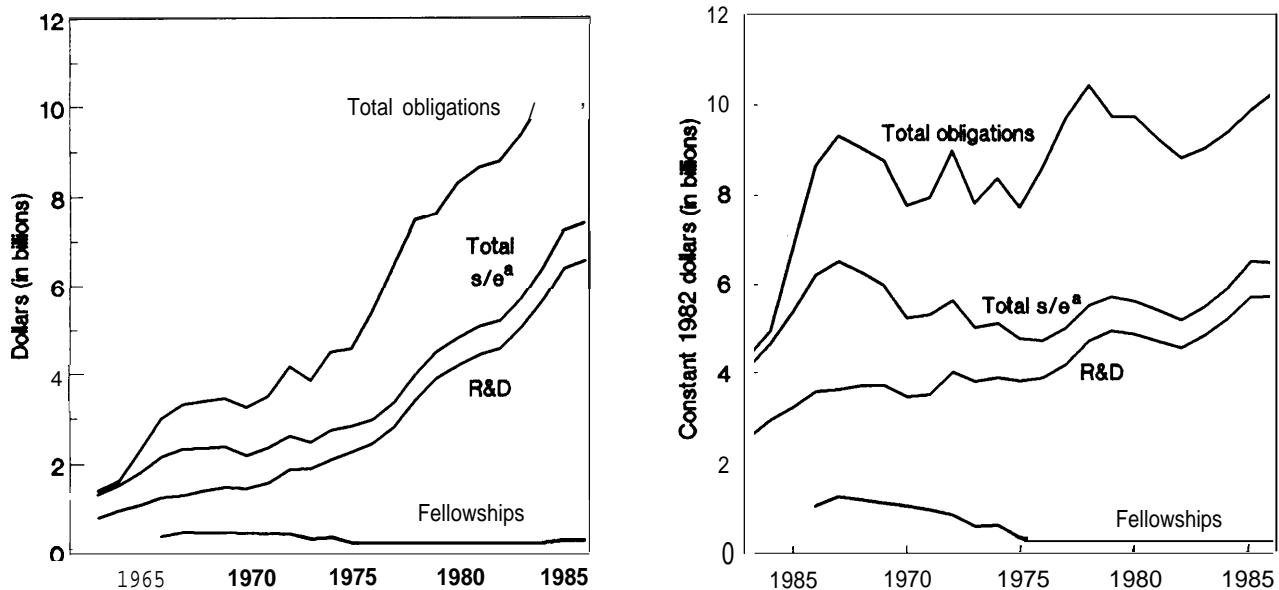 12
10
8
6
4
2
0
Dollars (in billions)
Total obligations
Total
s/e^a
R&D
Fellowships
1965 1970 1975 1980 1985
12
10
8
6
4
2
0
Constant 1982 dollars (in billions)
Total obligations
Total s/e^a
R&D
Fellowships
1985 1970 1975 1980 1985